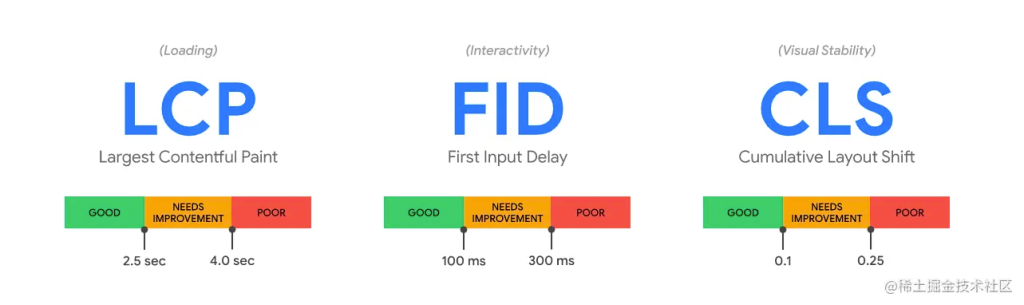 (Loading)
LCP
Largest Contentful Paint
GOOD
NEEDS
IMPROVEMENT
POOR
2.5 sec
4.0 sec
(Interactivity)
FID
First Input Delay
GOOD
NEEDS
IMPROVEMENT
POOR
100 ms
300 ms
(Visual Stability)
CLS
Cumulative Layout Shift
GOOD
NEEDS
IMPROVEMENT
POOR
0.1
0.25
@稀土掘金技术社区